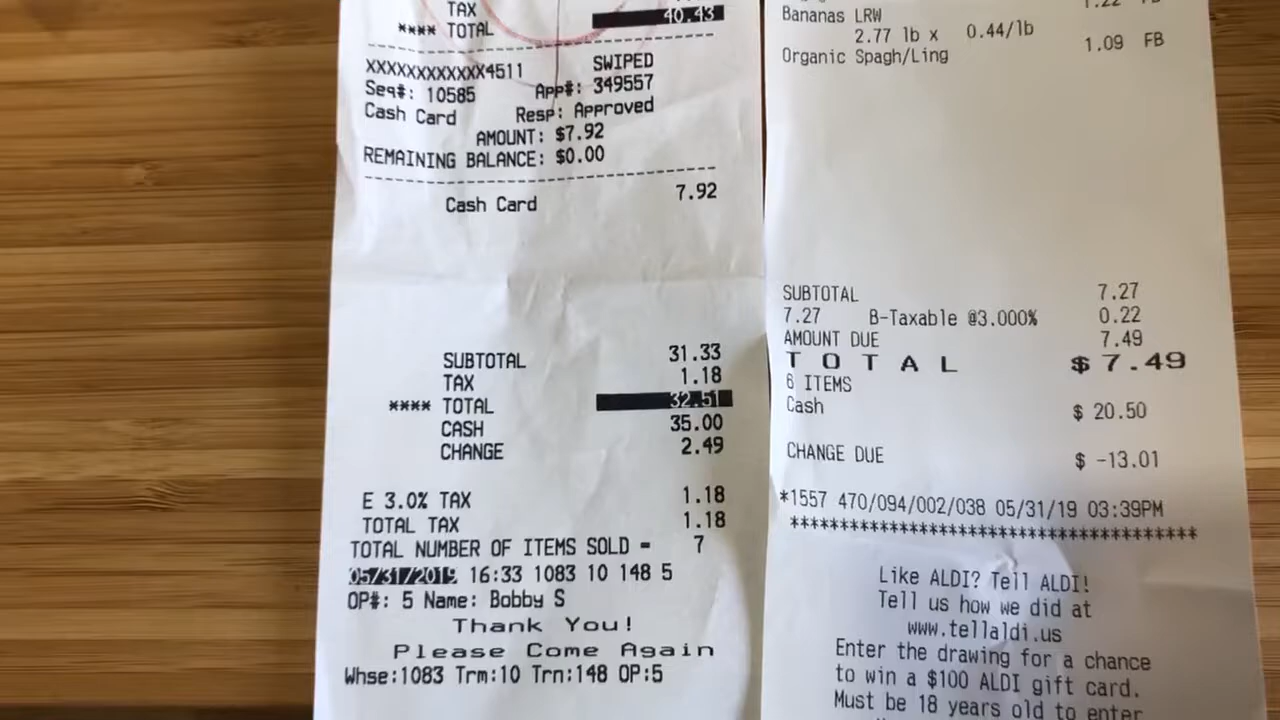 TAX
**** TOTAL 40.43
XXXXXXXXXXXX4511 SWIPED
Seq#: 10585 App#: 349557
Cash Card Resp: Approved
AMOUNT: $7.92
REMAINING BALANCE: $0.00
Cash Card 7.92
SUBTOTAL 31.33
TAX 1.18
**** TOTAL 32.51
CASH 35.00
CHANGE 2.49
E 3.0% TAX 1.18
TOTAL TAX 1.18
TOTAL NUMBER OF ITEMS SOLD = 7
05/31/2019 16:33 1083 10 148 5
OP#: 5 Name: Bobby S
Thank You!
Please Come Again
Whse:1083 Trm:10 Trn:148 OP:5
Bananas LRW 1.22 FB
2.77 lb x 0.44/lb
Organic Spagh/Ling 1.09 FB
SUBTOTAL 7.27
7.27 B-Taxable @3.000% 0.22
AMOUNT DUE 7.49
TOTAL $7.49
6 ITEMS
Cash $ 20.50
CHANGE DUE $ -13.01
*1557 470/094/002/038 05/31/19 03:39PM
****************************************
Like ALDI? Tell ALDI!
Tell us how we did at
www.tellaldi.us
Enter the drawing for a chance
to win a $100 ALDI gift card.
Must be 18 years old to enter